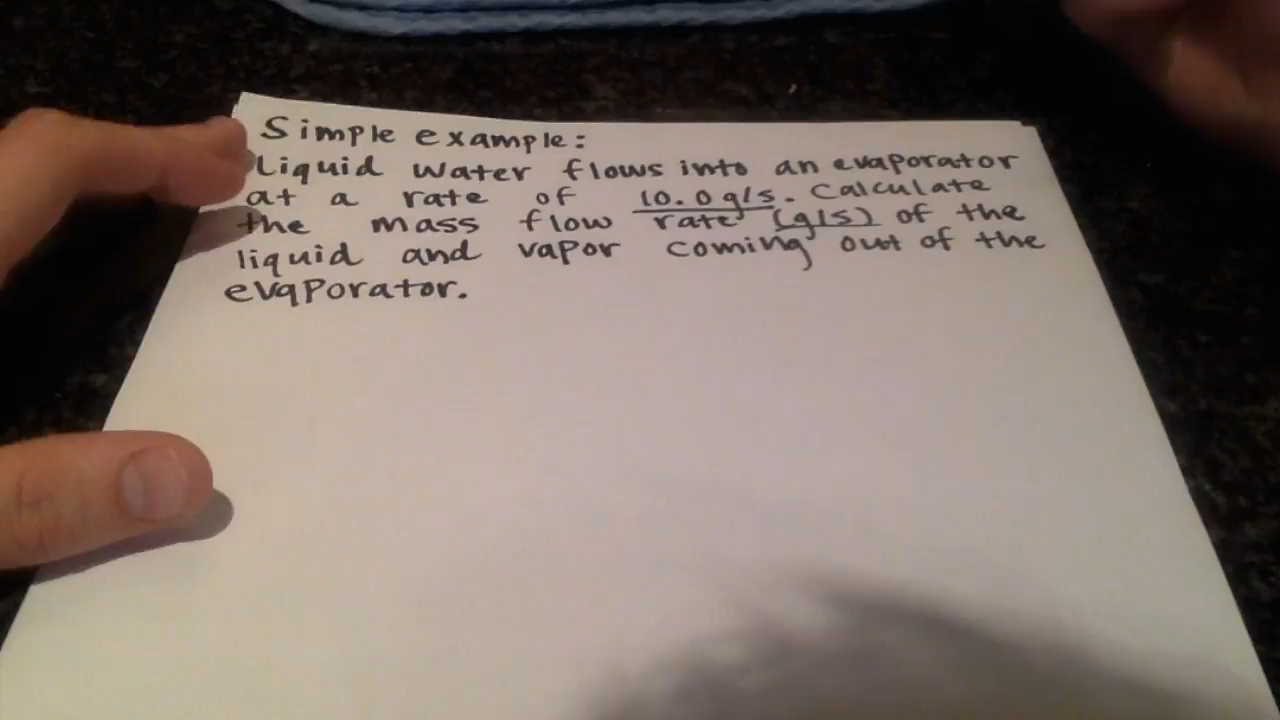 Simple example:
Liquid water flows into an evaporator
at a rate of 10.0 g/s. Calculate
the mass flow rate (g/s) of the
liquid and vapor coming out of the
evaporator.